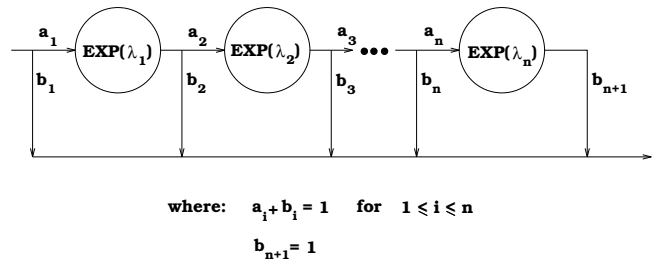 a₁ a₂ a₃ aₙ
EXP(λ₁) EXP(λ₂) ••• EXP(λₙ)
b₁ b₂ b₃ bₙ bₙ₊₁
where: aᵢ + bᵢ = 1 for 1 ⩽ i ⩽ n
bₙ₊₁ = 1